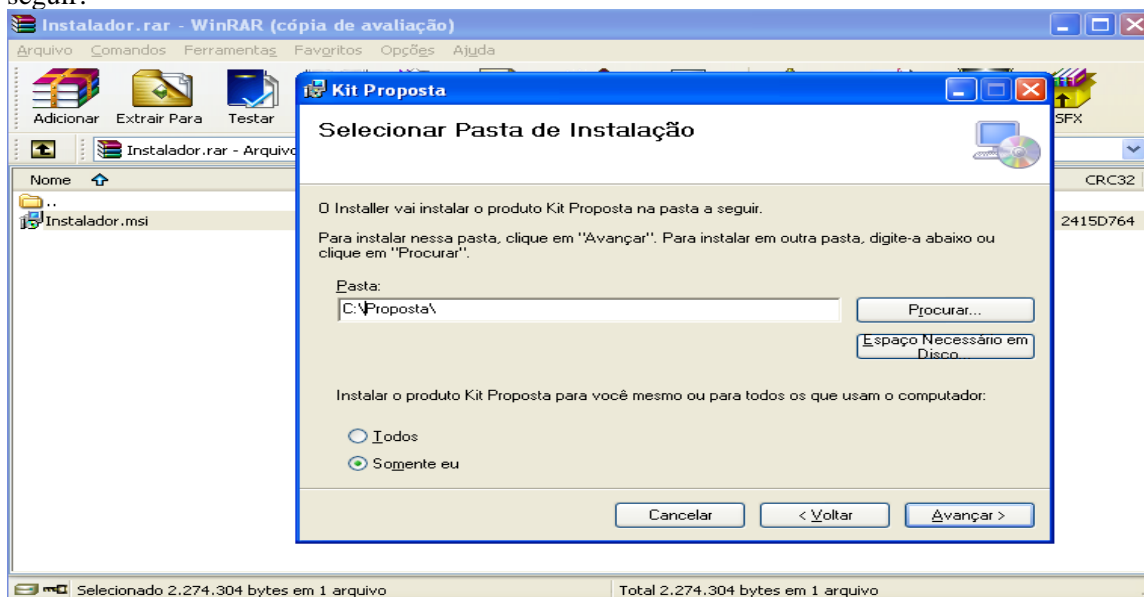 seguir:
Instalador.rar - WinRAR (cópia de avaliação)
Arquivo Comandos Ferramentas Favoritos Opções Ajuda
Adicionar Extrair Para Testar SFX
Instalador.rar - Arquivo
Nome CRC32
..
Instalador.msi 2415D764
Kit Proposta
Selecionar Pasta de Instalação
O Installer vai instalar o produto Kit Proposta na pasta a seguir.
Para instalar nessa pasta, clique em "Avançar". Para instalar em outra pasta, digite-a abaixo ou
clique em "Procurar".
Pasta:
C:\Proposta\
Procurar...
Espaço Necessário em
Disco...
Instalar o produto Kit Proposta para você mesmo ou para todos os que usam o computador:
Todos
Somente eu
Cancelar < Voltar Avançar >
Selecionado 2.274.304 bytes em 1 arquivo Total 2.274.304 bytes em 1 arquivo